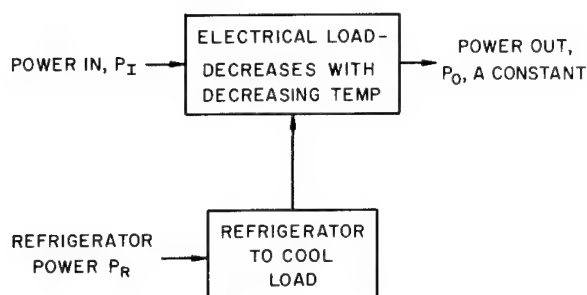 ELECTRICAL LOAD-
DECREASES WITH
DECREASING TEMP
POWER IN, P_I
POWER OUT,
P_O, A CONSTANT
REFRIGERATOR
POWER P_R
REFRIGERATOR
TO COOL
LOAD